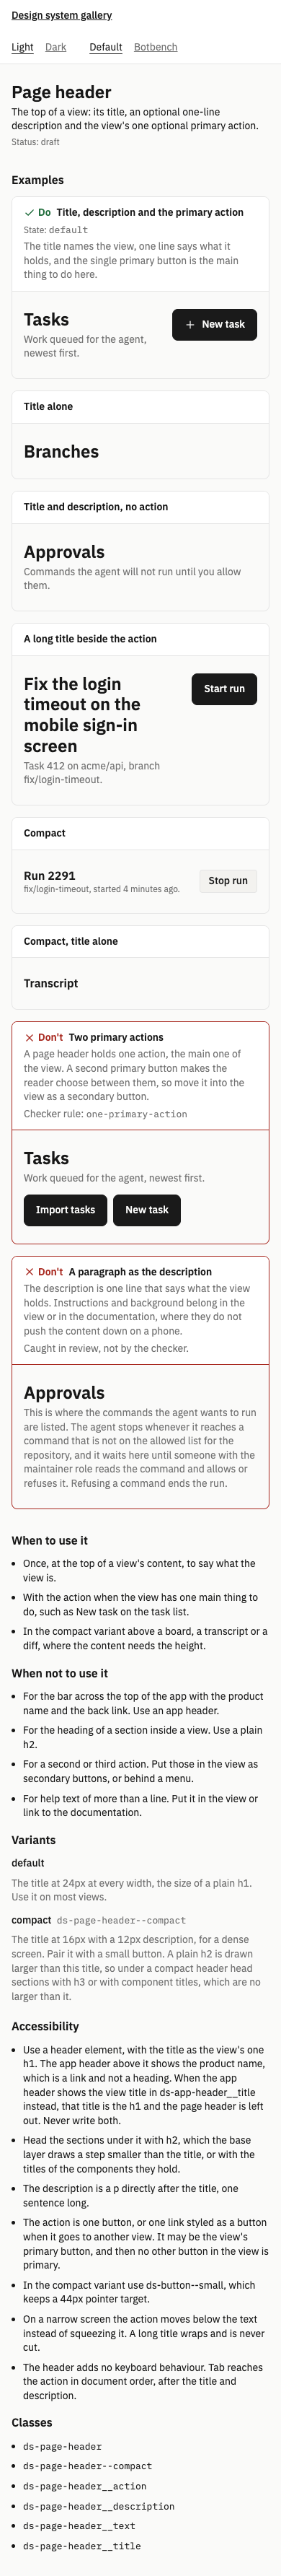 Design system gallery
Light Dark Default Botbench
Page header
The top of a view: its title, an optional one-line
description and the view's one optional primary action.
Status: draft
Examples
Do Title, description and the primary action
State: default
The title names the view, one line says what it
holds, and the single primary button is the main
thing to do here.
Tasks
Work queued for the agent,
newest first.
New task
Title alone
Branches
Title and description, no action
Approvals
Commands the agent will not run until you allow
them.
A long title beside the action
Fix the login
timeout on the
mobile sign-in
screen
Task 412 on acme/api, branch
fix/login-timeout.
Start run
Compact
Run 2291
fix/login-timeout, started 4 minutes ago.
Stop run
Compact, title alone
Transcript
Don't Two primary actions
A page header holds one action, the main one of
the view. A second primary button makes the
reader choose between them, so move it into the
view as a secondary button.
Checker rule: one-primary-action
Tasks
Work queued for the agent, newest first.
Import tasks New task
Don't A paragraph as the description
The description is one line that says what the view
holds. Instructions and background belong in the
view or in the documentation, where they do not
push the content down on a phone.
Caught in review, not by the checker.
Approvals
This is where the commands the agent wants to run
are listed. The agent stops whenever it reaches a
command that is not on the allowed list for the
repository, and it waits here until someone with the
maintainer role reads the command and allows or
refuses it. Refusing a command ends the run.
When to use it
Once, at the top of a view's content, to say what the
view is.
With the action when the view has one main thing to
do, such as New task on the task list.
In the compact variant above a board, a transcript or a
diff, where the content needs the height.
When not to use it
For the bar across the top of the app with the product
name and the back link. Use an app header.
For the heading of a section inside a view. Use a plain
h2.
For a second or third action. Put those in the view as
secondary buttons, or behind a menu.
For help text of more than a line. Put it in the view or
link to the documentation.
Variants
default
The title at 24px at every width, the size of a plain h1.
Use it on most views.
compact ds-page-header--compact
The title at 16px with a 12px description, for a dense
screen. Pair it with a small button. A plain h2 is drawn
larger than this title, so under a compact header head
sections with h3 or with component titles, which are no
larger than it.
Accessibility
Use a header element, with the title as the view's one
h1. The app header above it shows the product name,
which is a link and not a heading. When the app
header shows the view title in ds-app-header__title
instead, that title is the h1 and the page header is left
out. Never write both.
Head the sections under it with h2, which the base
layer draws a step smaller than the title, or with the
titles of the components they hold.
The description is a p directly after the title, one
sentence long.
The action is one button, or one link styled as a button
when it goes to another view. It may be the view's
primary button, and then no other button in the view is
primary.
In the compact variant use ds-button--small, which
keeps a 44px pointer target.
On a narrow screen the action moves below the text
instead of squeezing it. A long title wraps and is never
cut.
The header adds no keyboard behaviour. Tab reaches
the action in document order, after the title and
description.
Classes
ds-page-header
ds-page-header--compact
ds-page-header__action
ds-page-header__description
ds-page-header__text
ds-page-header__title